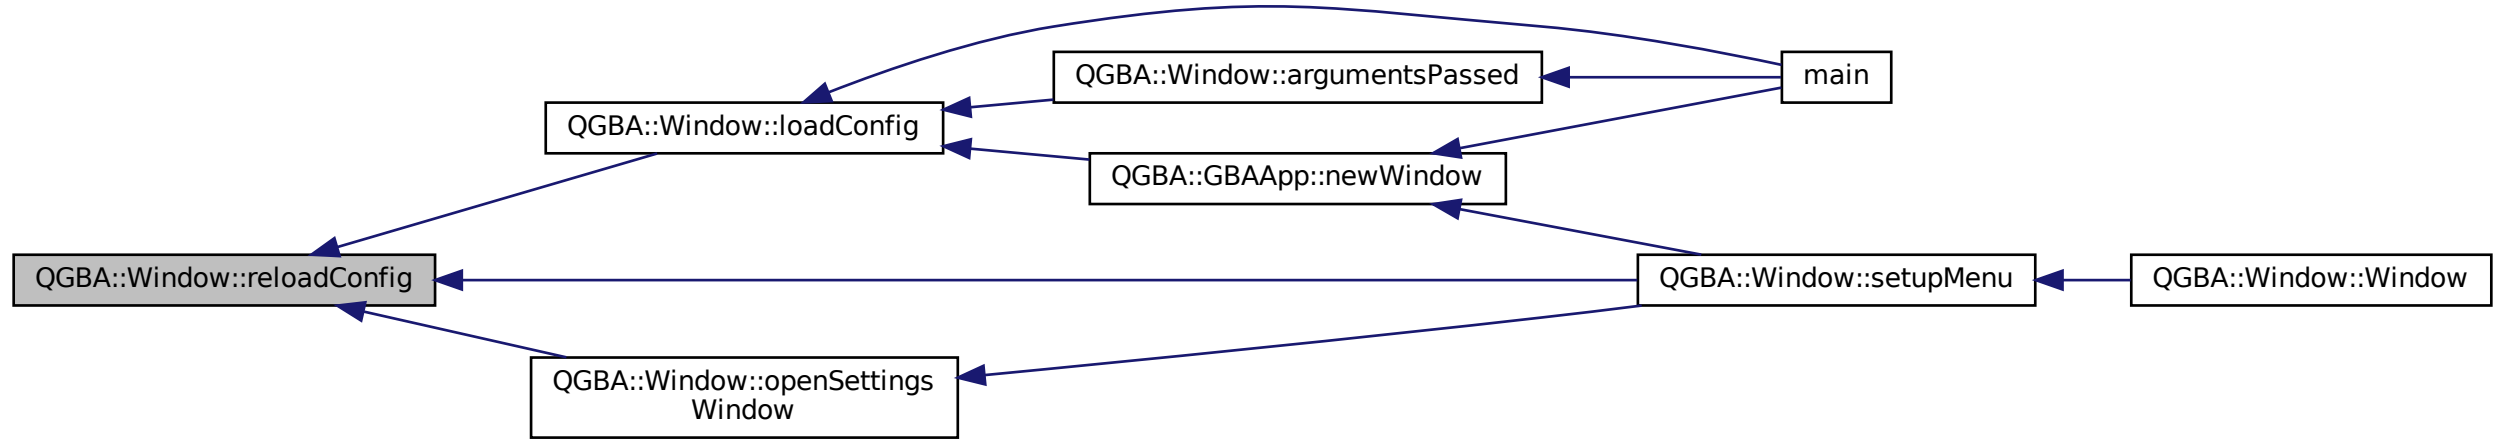 QGBA::Window::reloadConfig
QGBA::Window::loadConfig
QGBA::Window::argumentsPassed
main
QGBA::GBAApp::newWindow
QGBA::Window::setupMenu
QGBA::Window::Window
QGBA::Window::openSettings
Window